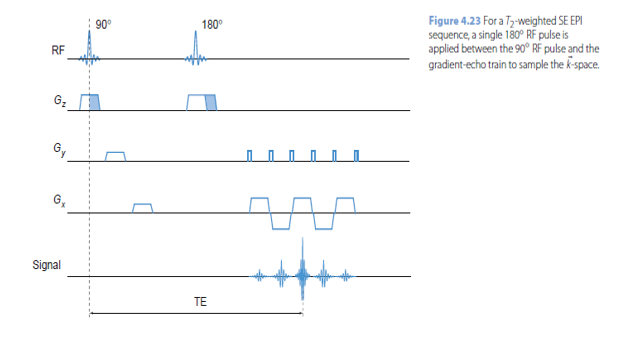 90°
180°
RF
Gz
Gy
Gx
Signal
TE
Figure 4.23 For a T2-weighted SE EPI
sequence, a single 180° RF pulse is
applied between the 90° RF pulse and the
gradient-echo train to sample the k⃗-space.